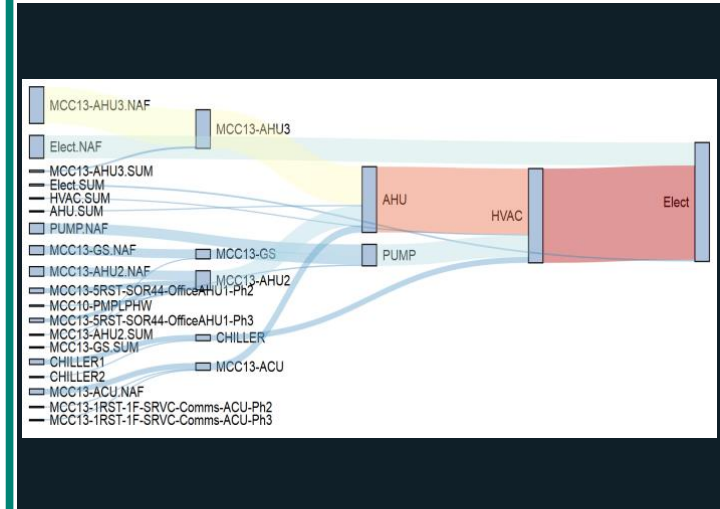 MCC13-AHU3.NAF
MCC13-AHU3
Elect.NAF
MCC13-AHU3.SUM
Elect.SUM
HVAC.SUM
AHU.SUM
AHU
HVAC
Elect
PUMP.NAF
MCC13-GS.NAF
MCC13-GS
PUMP
MCC13-AHU2.NAF
MCC13-AHU2
MCC13-5RST-SOR44-OfficeAHU1-Ph2
MCC10-PMPLPHW
MCC13-5RST-SOR44-OfficeAHU1-Ph3
MCC13-AHU2.SUM
CHILLER
MCC13-GS.SUM
CHILLER1
MCC13-ACU
CHILLER2
MCC13-ACU.NAF
MCC13-1RST-1F-SRVC-Comms-ACU-Ph2
MCC13-1RST-1F-SRVC-Comms-ACU-Ph3